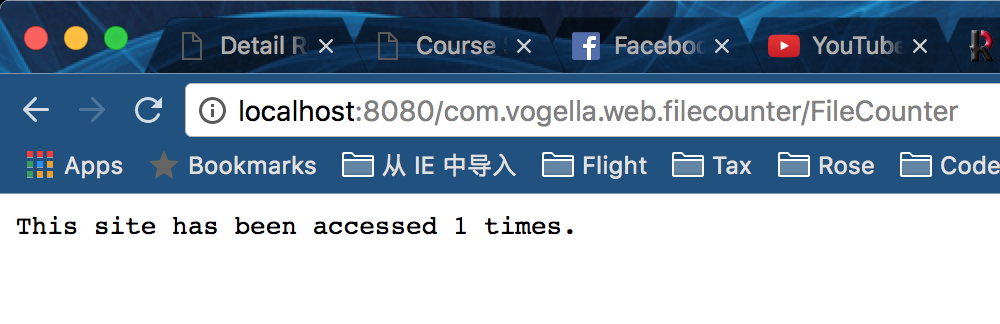 Detail R
Course
Facebo
YouTube
localhost:8080/com.vogella.web.filecounter/FileCounter
Apps Bookmarks 从 IE 中导入 Flight Tax Rose Code
This site has been accessed 1 times.